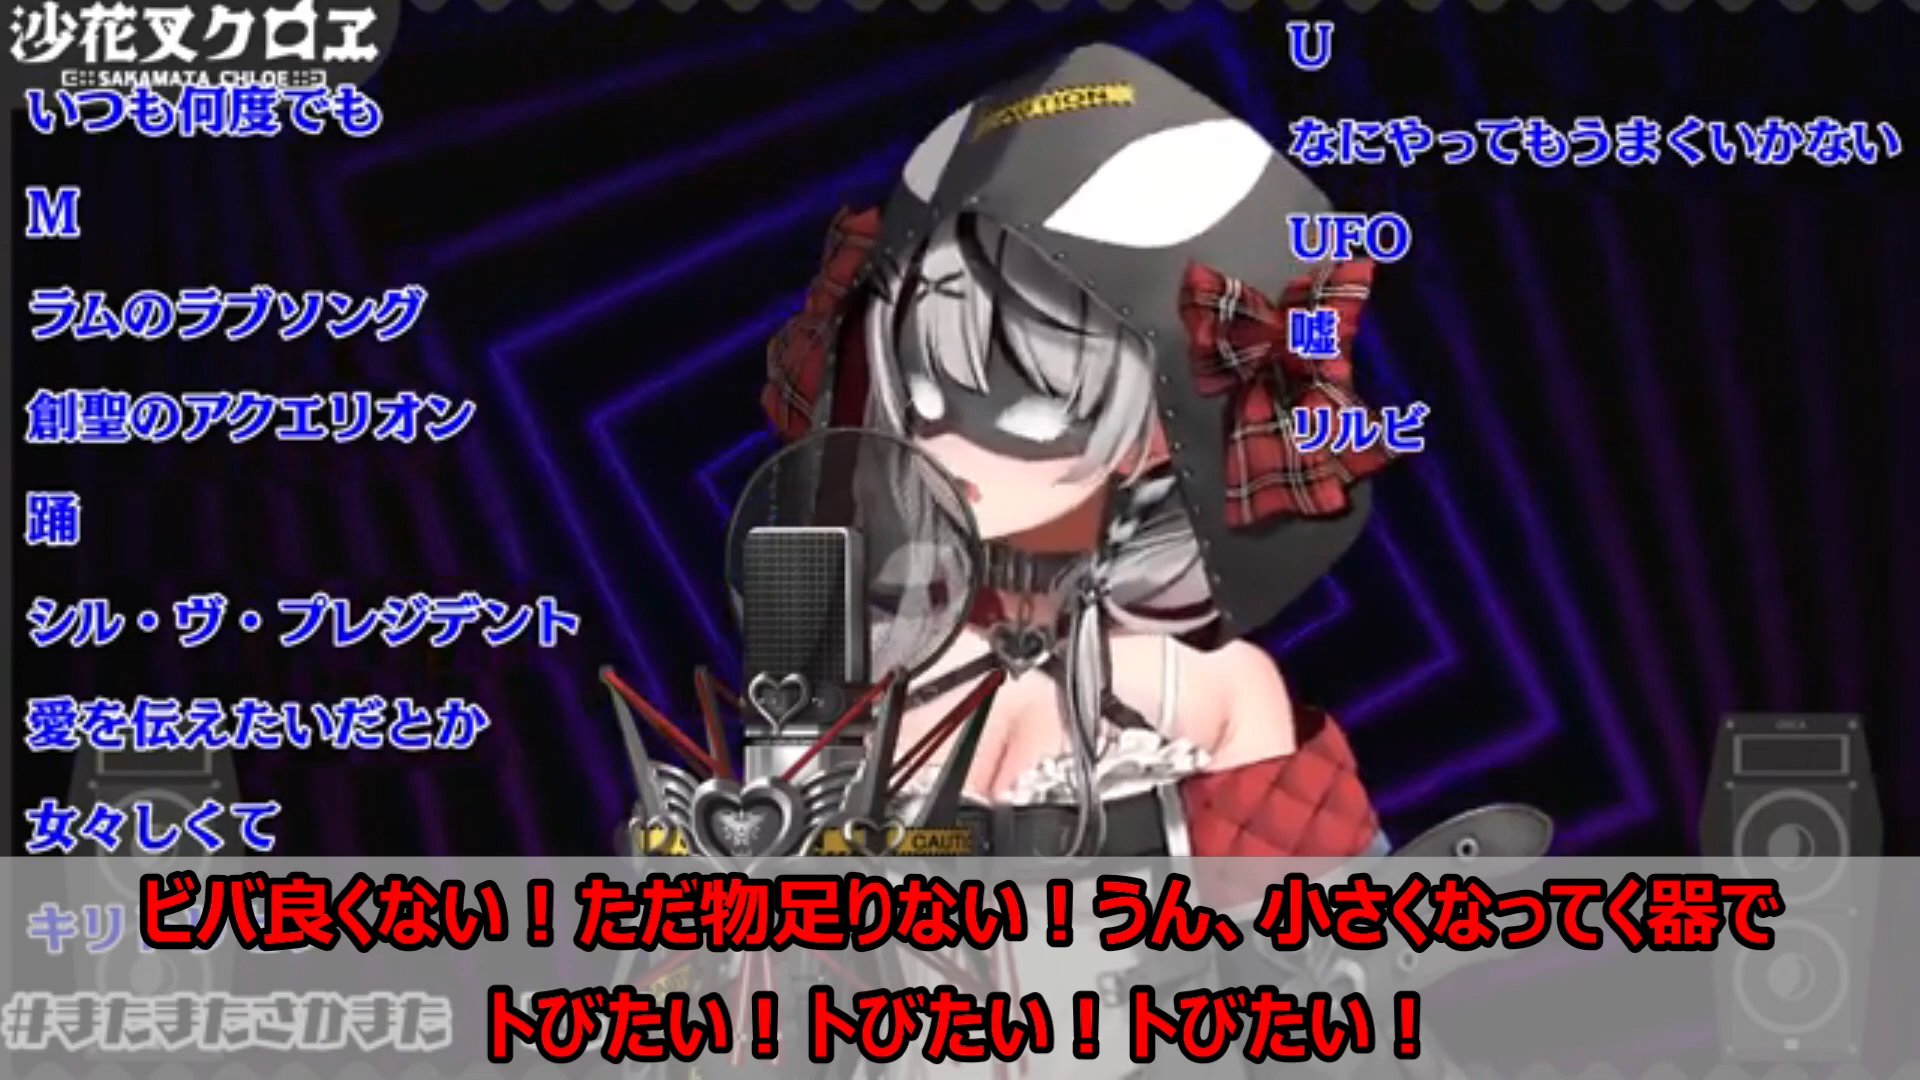 沙花叉クロヱ
SAKAMATA CHLOE
いつも何度でも
M
ラムのラブソング
創聖のアクエリオン
踊
シル・ヴ・プレジデント
愛を伝えたいだとか
女々しくて
キリ
#またまたさかまた
U
なにやってもうまくいかない
UFO
嘘
リルビ
CAUTION
CAUTIO
ビバ良くない！ただ物足りない！うん、小さくなってく器で
トびたい！トびたい！トびたい！